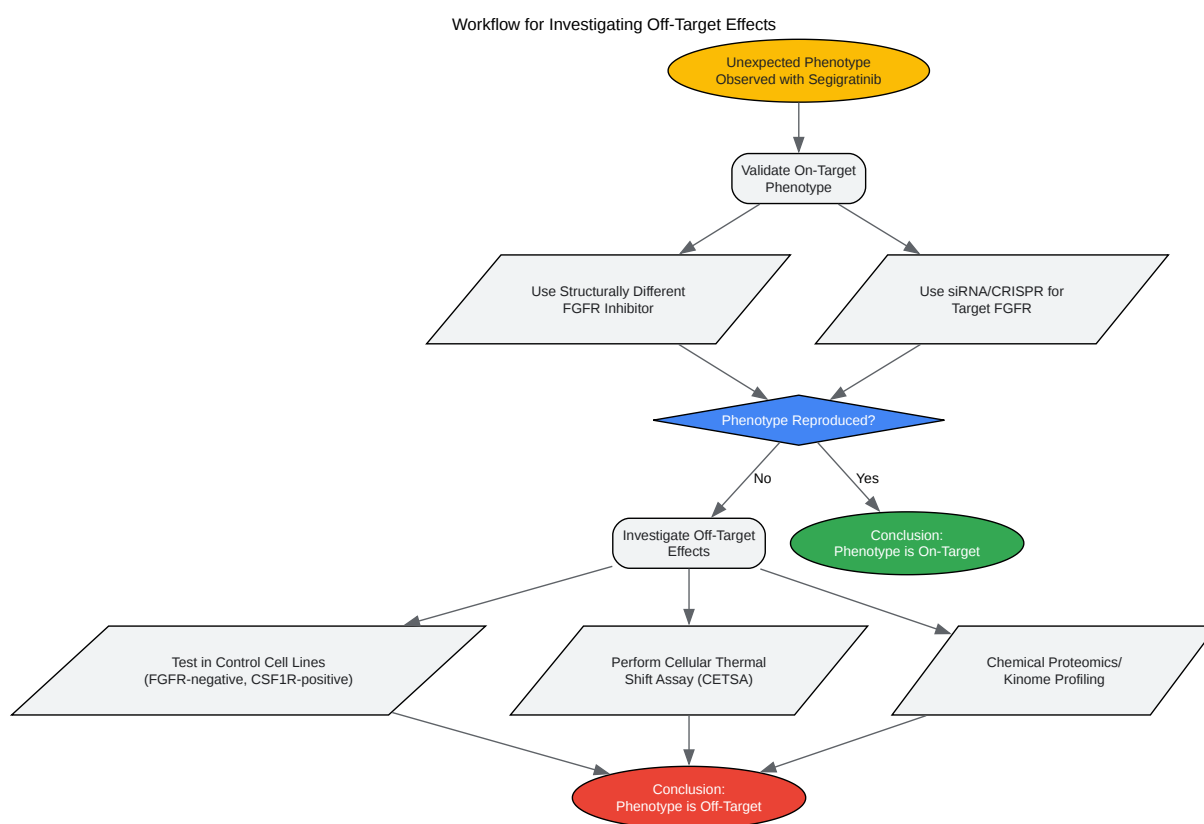 Workflow for Investigating Off-Target Effects
Unexpected Phenotype
Observed with Segigratinib
Validate On-Target
Phenotype
Use Structurally Different
FGFR Inhibitor
Use siRNA/CRISPR for
Target FGFR
Phenotype Reproduced?
No
Yes
Investigate Off-Target
Effects
Conclusion:
Phenotype is On-Target
Test in Control Cell Lines
(FGFR-negative, CSF1R-positive)
Perform Cellular Thermal
Shift Assay (CETSA)
Chemical Proteomics/
Kinome Profiling
Conclusion:
Phenotype is Off-Target